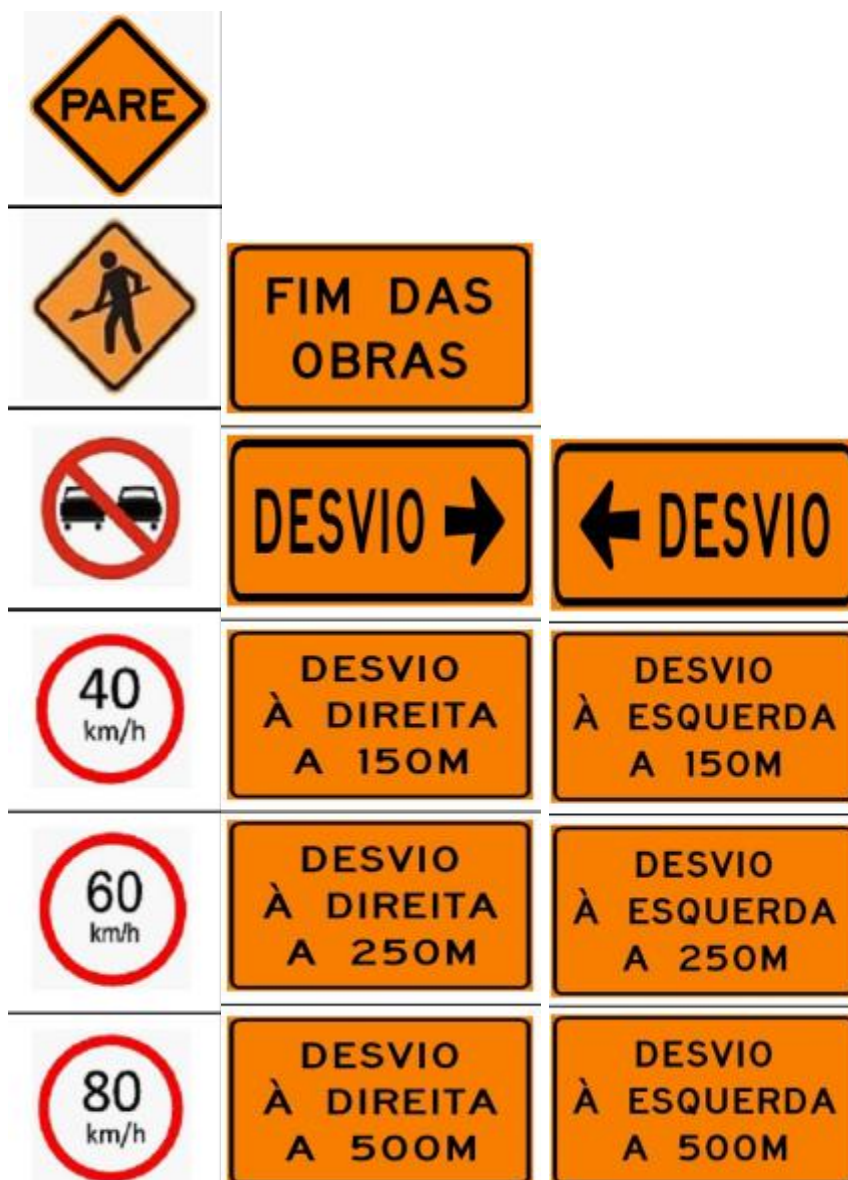 PARE
FIM DAS
OBRAS
DESVIO
DESVIO
40
km/h
DESVIO
À DIREITA
A 150M
DESVIO
À ESQUERDA
A 150M
60
km/h
DESVIO
À DIREITA
A 250M
DESVIO
À ESQUERDA
A 250M
80
km/h
DESVIO
À DIREITA
A 500M
DESVIO
À ESQUERDA
A 500M